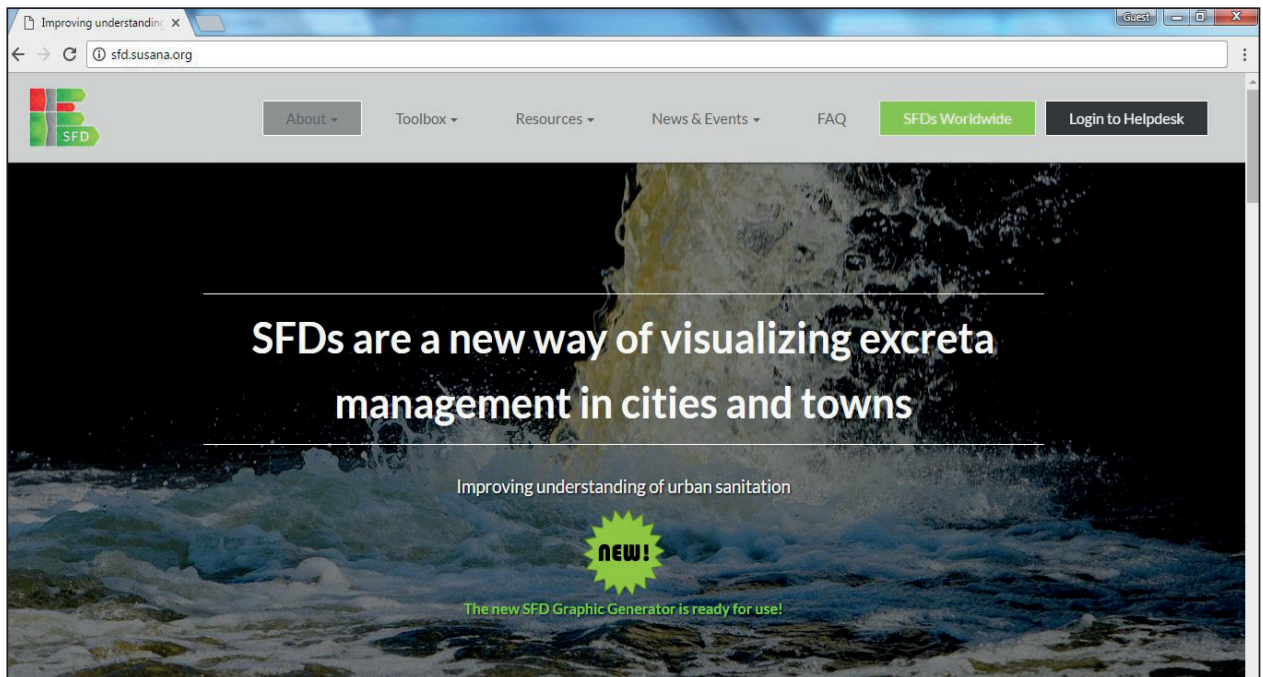 Improving understanding
Guest
sfd.susana.org
SFD
About
Toolbox
Resources
News & Events
FAQ
SFDs Worldwide
Login to Helpdesk
SFDs are a new way of visualizing excreta
management in cities and towns
Improving understanding of urban sanitation
NEW!
The new SFD Graphic Generator is ready for use!